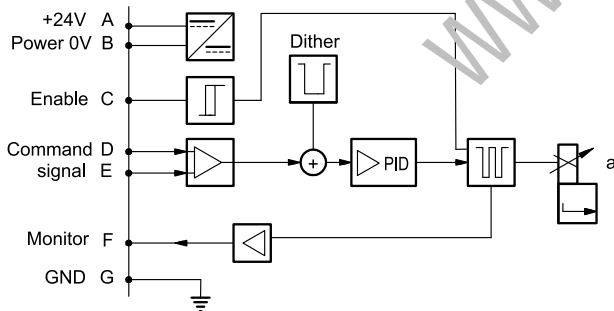 +24V A
Power 0V B
Dither
Enable C
Command D
signal E
PID
a
Monitor F
GND G